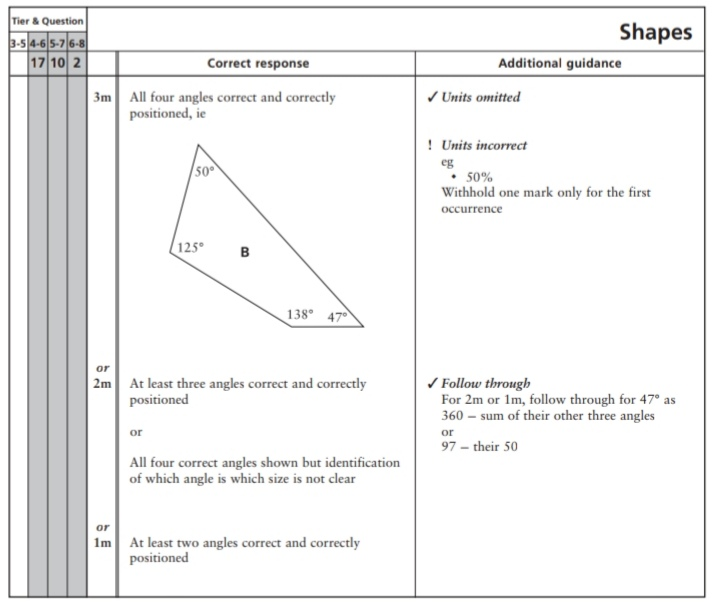 Tier & Question
3-5 4-6 5-7 6-8
Shapes
17 10 2
Correct response
Additional guidance
3m
All four angles correct and correctly
positioned, ie
50°
125°
B
138° 47°
✓ Units omitted
! Units incorrect
eg
• 50%
Withhold one mark only for the first
occurrence
or
2m
At least three angles correct and correctly
positioned
or
All four correct angles shown but identification
of which angle is which size is not clear
✓ Follow through
For 2m or 1m, follow through for 47° as
360 – sum of their other three angles
or
97 – their 50
or
1m
At least two angles correct and correctly
positioned